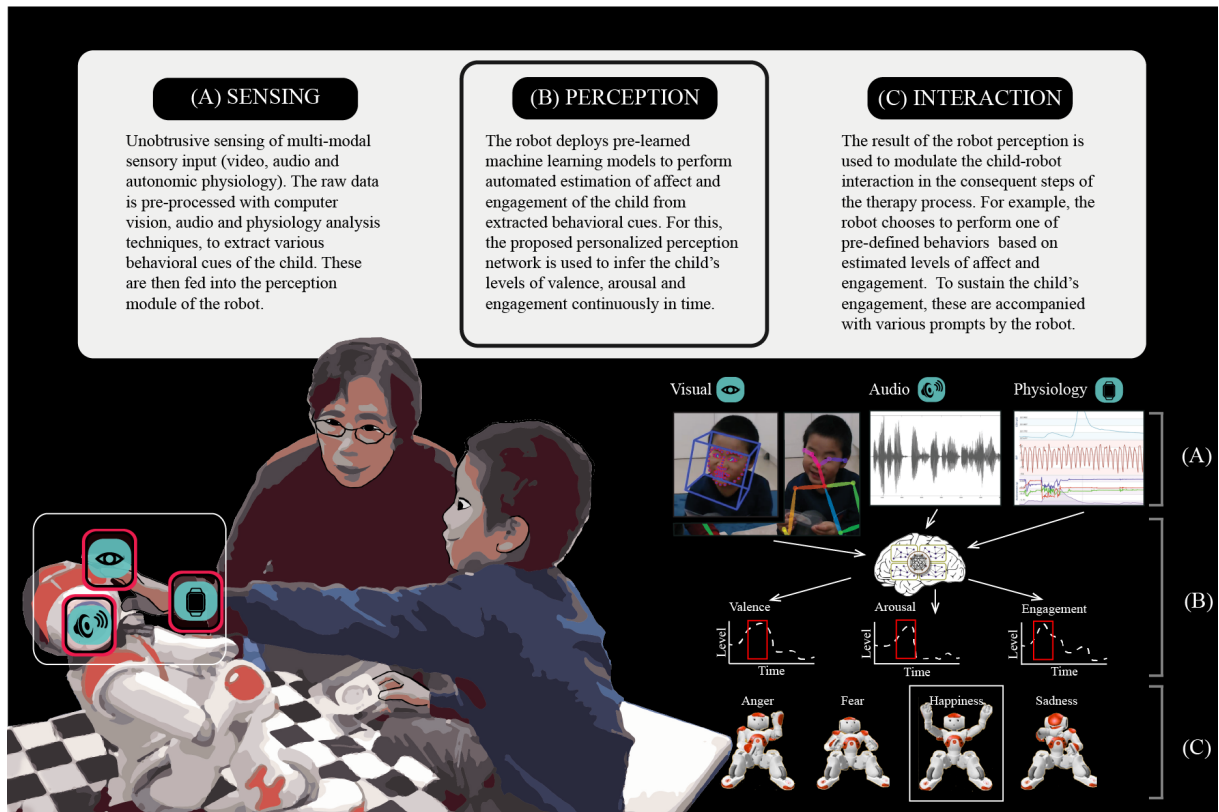 (A) SENSING
Unobtrusive sensing of multi-modal
sensory input (video, audio and
autonomic physiology). The raw data
is pre-processed with computer
vision, audio and physiology analysis
techniques, to extract various
behavioral cues of the child. These
are then fed into the perception
module of the robot.
(B) PERCEPTION
The robot deploys pre-learned
machine learning models to perform
automated estimation of affect and
engagement of the child from
extracted behavioral cues. For this,
the proposed personalized perception
network is used to infer the child's
levels of valence, arousal and
engagement continuously in time.
(C) INTERACTION
The result of the robot perception is
used to modulate the child-robot
interaction in the consequent steps of
the therapy process. For example, the
robot chooses to perform one of
pre-defined behaviors based on
estimated levels of affect and
engagement. To sustain the child's
engagement, these are accompanied
with various prompts by the robot.
Visual
Audio
Physiology
(A)
Valence
Level
Time
Arousal
Level
Time
Engagement
Level
Time
(B)
Anger
Fear
Happiness
Sadness
(C)